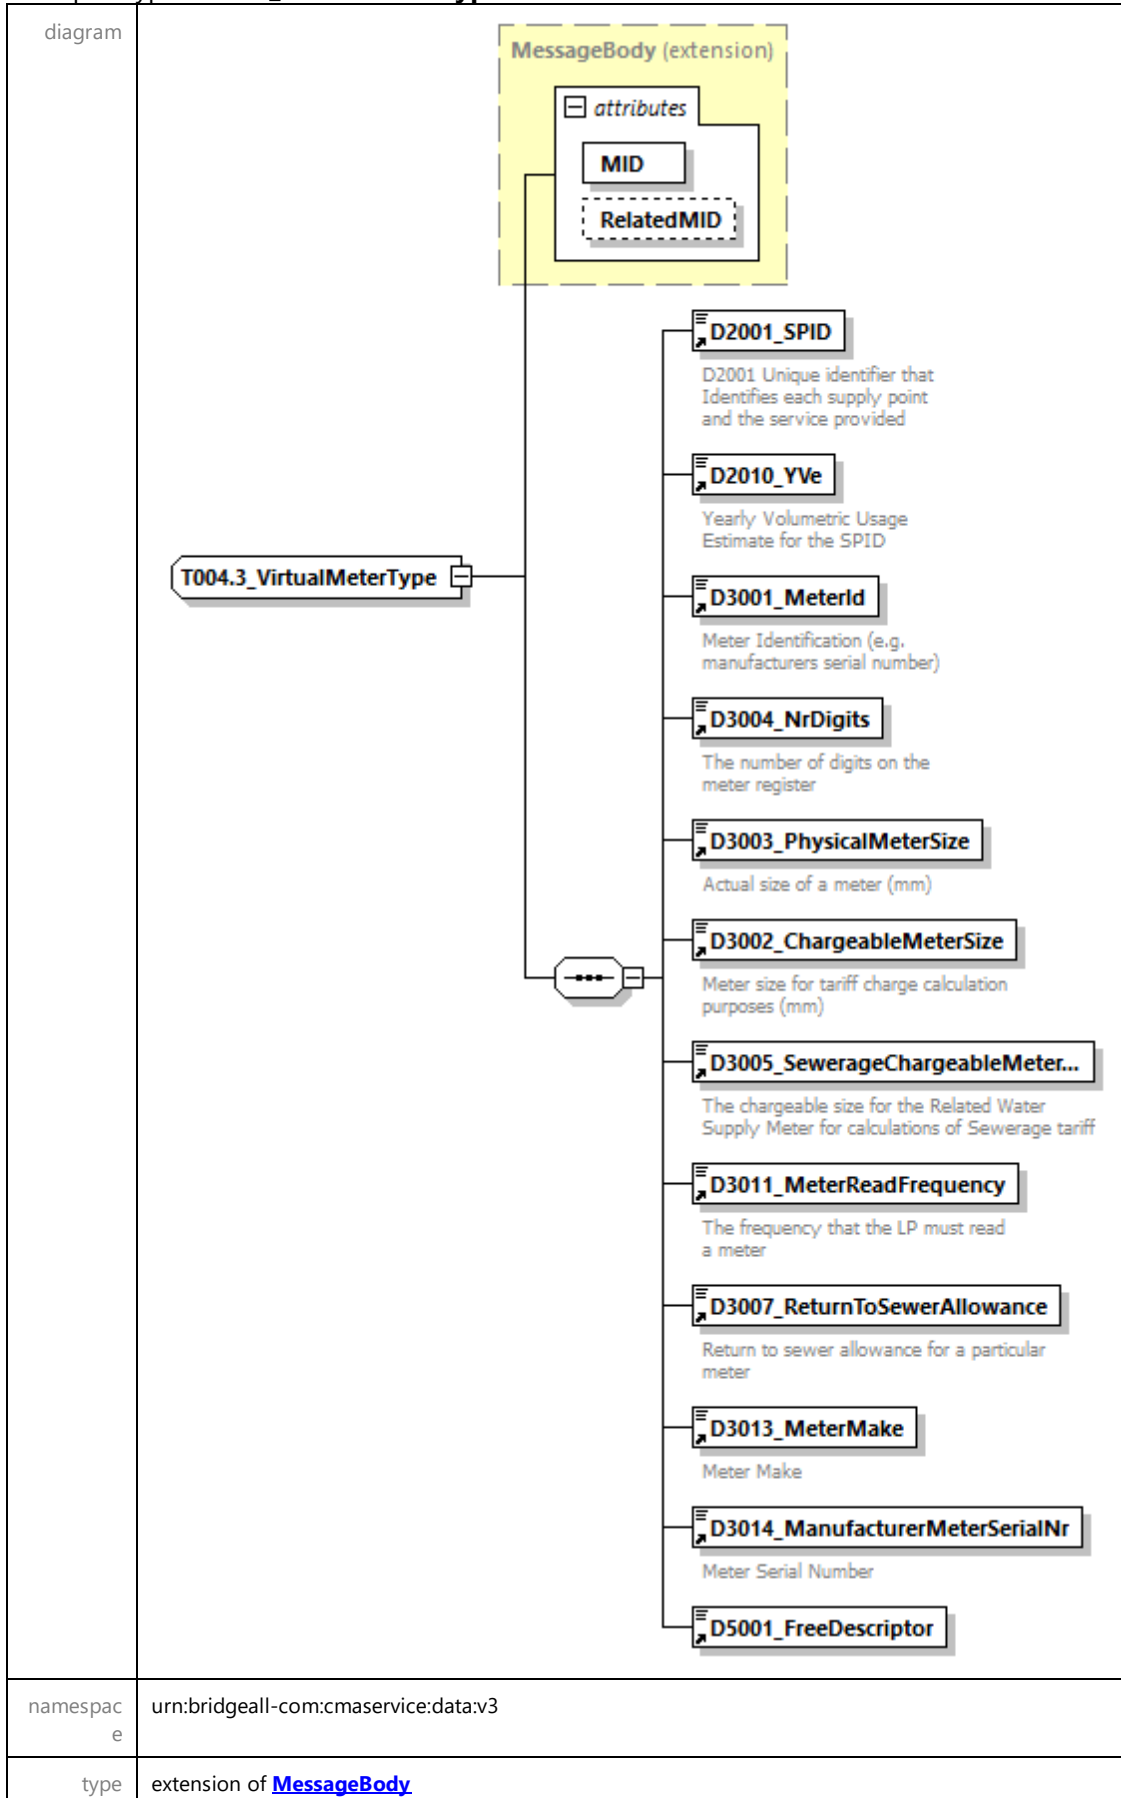 diagram
MessageBody (extension)
attributes
MID
RelatedMID
D2001_SPID
D2001 Unique identifier that
Identifies each supply point
and the service provided
D2010_YVe
Yearly Volumetric Usage
Estimate for the SPID
T004.3_VirtualMeterType
D3001_MeterId
Meter Identification (e.g.
manufacturers serial number)
D3004_NrDigits
The number of digits on the
meter register
D3003_PhysicalMeterSize
Actual size of a meter (mm)
D3002_ChargeableMeterSize
Meter size for tariff charge calculation
purposes (mm)
D3005_SewerageChargeableMeter...
The chargeable size for the Related Water
Supply Meter for calculations of Sewerage tariff
D3011_MeterReadFrequency
The frequency that the LP must read
a meter
D3007_ReturnToSewerAllowance
Return to sewer allowance for a particular
meter
D3013_MeterMake
Meter Make
D3014_ManufacturerMeterSerialNr
Meter Serial Number
D5001_FreeDescriptor
namespac
e
urn:bridgeall-com:cmaservice:data:v3
type
extension of MessageBody